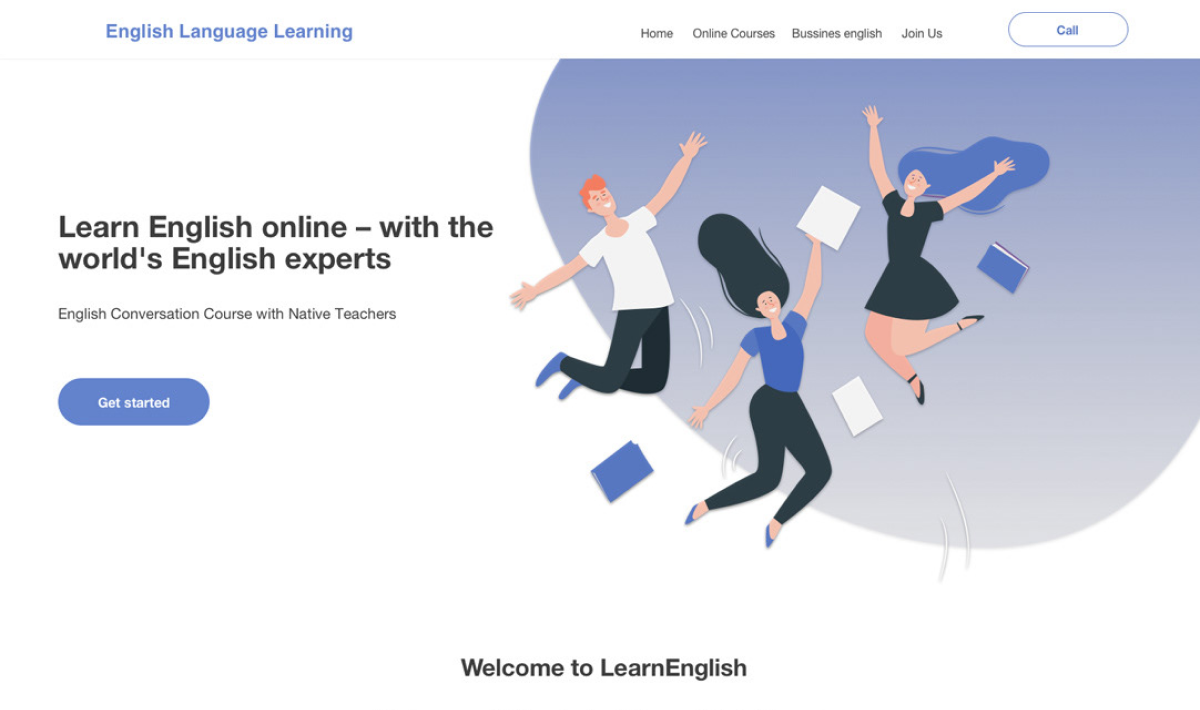 English Language Learning
Home
Online Courses
Bussines english
Join Us
Call
Learn English online – with the
world's English experts
English Conversation Course with Native Teachers
Get started
Welcome to LearnEnglish